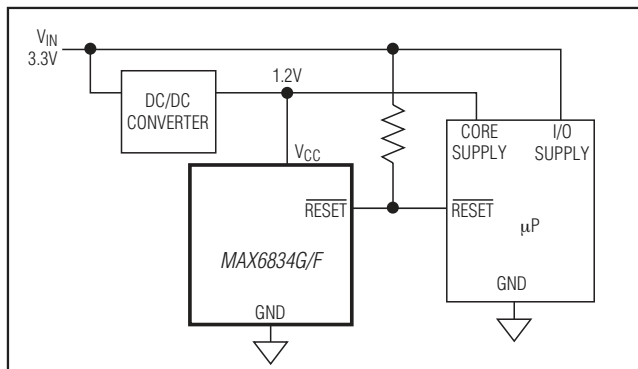 VIN
3.3V
1.2V
DC/DC
CONVERTER
VCC
CORE
SUPPLY
I/O
SUPPLY
RESET
RESET
µP
MAX6834G/F
GND
GND